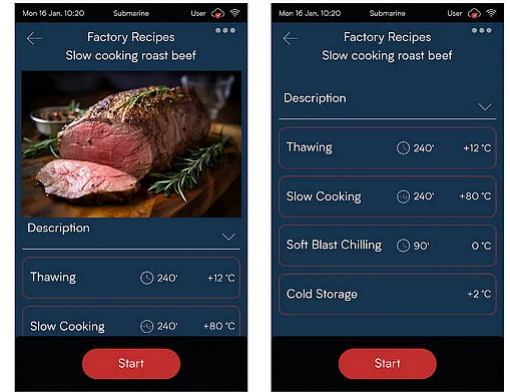 Mon 16 Jan, 10:20 Submarine User
Factory Recipes
Slow cooking roast beef
Description
Thawing 240' +12 °C
Slow Cooking 240' +80 °C
Start
Mon 16 Jan, 10:20 Submarine User
Factory Recipes
Slow cooking roast beef
Description
Thawing 240' +12 °C
Slow Cooking 240' +80 °C
Soft Blast Chilling 90' 0 °C
Cold Storage +2 °C
Start